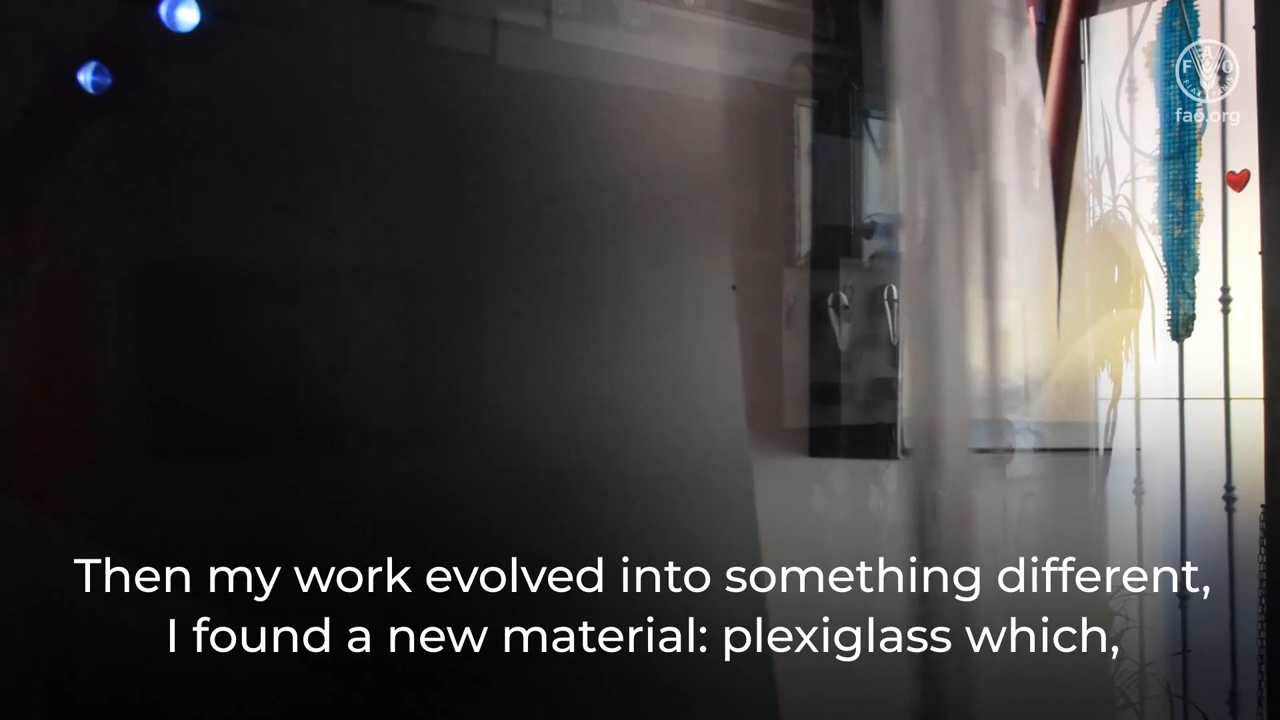 F A O
fao.org
Then my work evolved into something different,
I found a new material: plexiglass which,